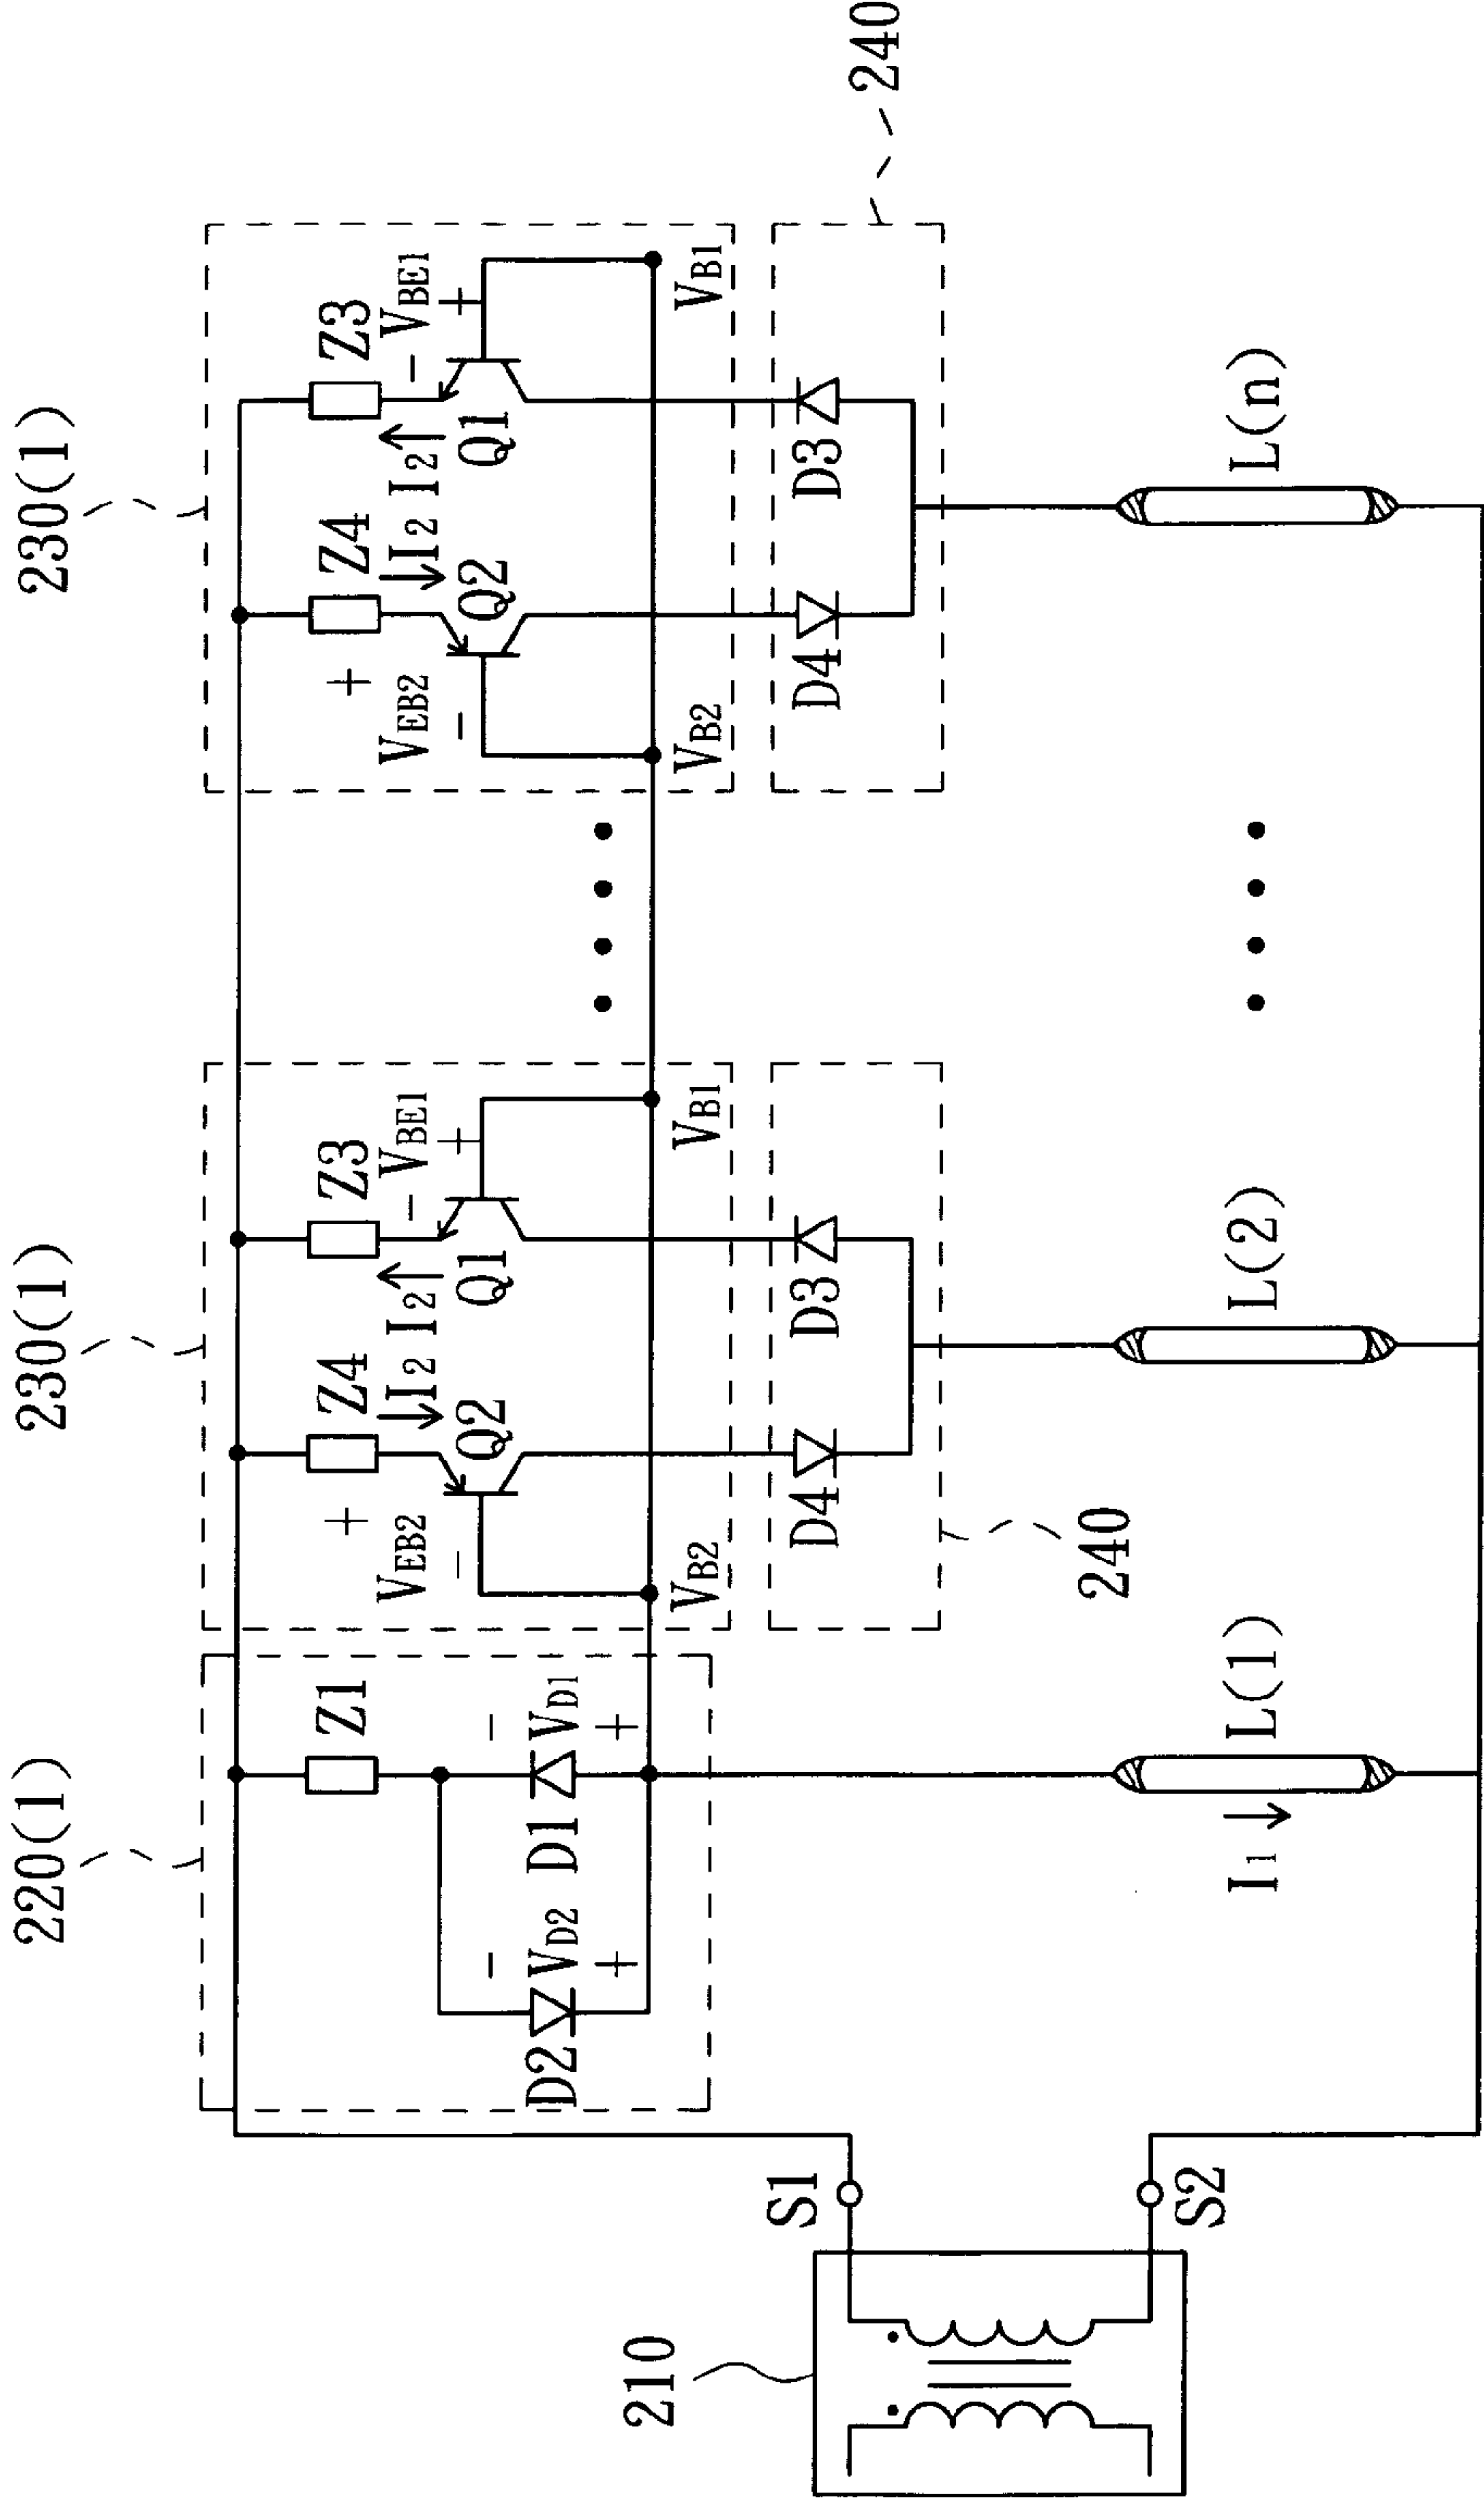 220(1)
230(1)
230(1)
Z1
Z4
Z3
Z4
Z3
+
+
I2
I2
I2
I2
VEB2
- VBE1
VEB2
- VBE1
-
+
-
+
Q2
Q1
Q2
Q1
-
-
D2
VD2
D1
VD1
+
+
VB2
VB1
VB2
VB1
210
S1
D4
D3
D4
D3
240
240
S2
I1
L(1)
L(2)
L(n)